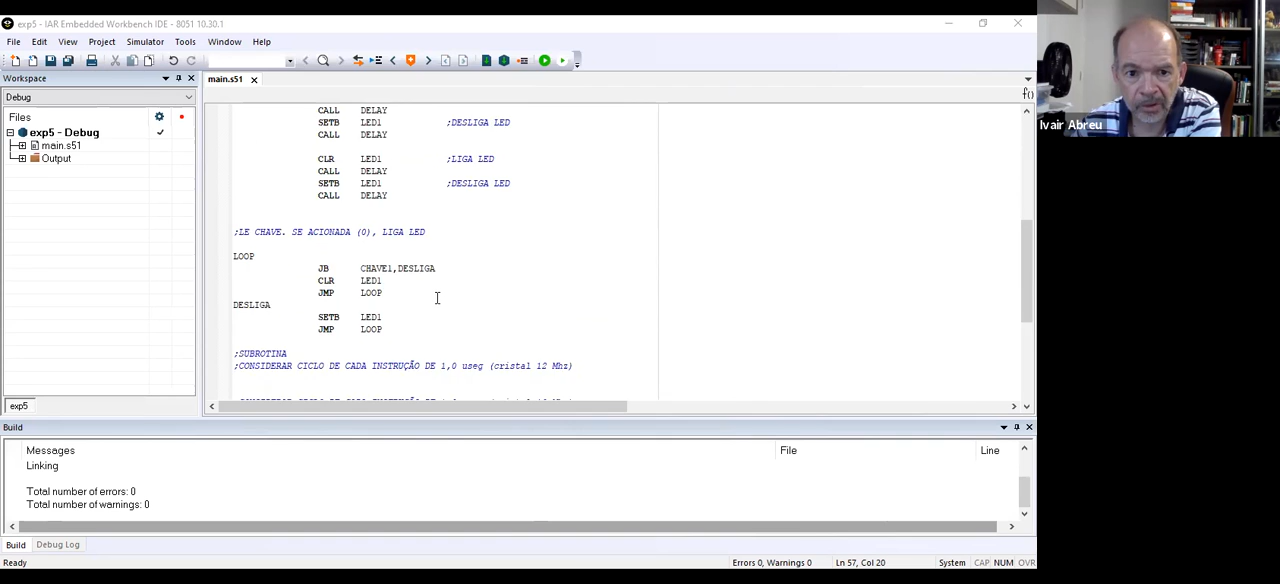 exp5 - IAR Embedded Workbench IDE - 8051 10.30.1
File Edit View Project Simulator Tools Window Help
Workspace
main.s51
Debug
Files
exp5 - Debug
main.s51
Output
exp5
CALL DELAY
SETB LED1 ;DESLIGA LED
CALL DELAY
CLR LED1 ;LIGA LED
CALL DELAY
SETB LED1 ;DESLIGA LED
CALL DELAY
;LE CHAVE. SE ACIONADA (0), LIGA LED
LOOP
JB CHAVE1,DESLIGA
CLR LED1
JMP LOOP
DESLIGA
SETB LED1
JMP LOOP
;SUBROTINA
;CONSIDERAR CICLO DE CADA INSTRUÇÃO DE 1,0 useg (cristal 12 Mhz)
Build
Messages File Line
Linking
Total number of errors: 0
Total number of warnings: 0
Build Debug Log
Ready Errors 0, Warnings 0 Ln 57, Col 20 System CAP NUM OVR
Ivair Abreu